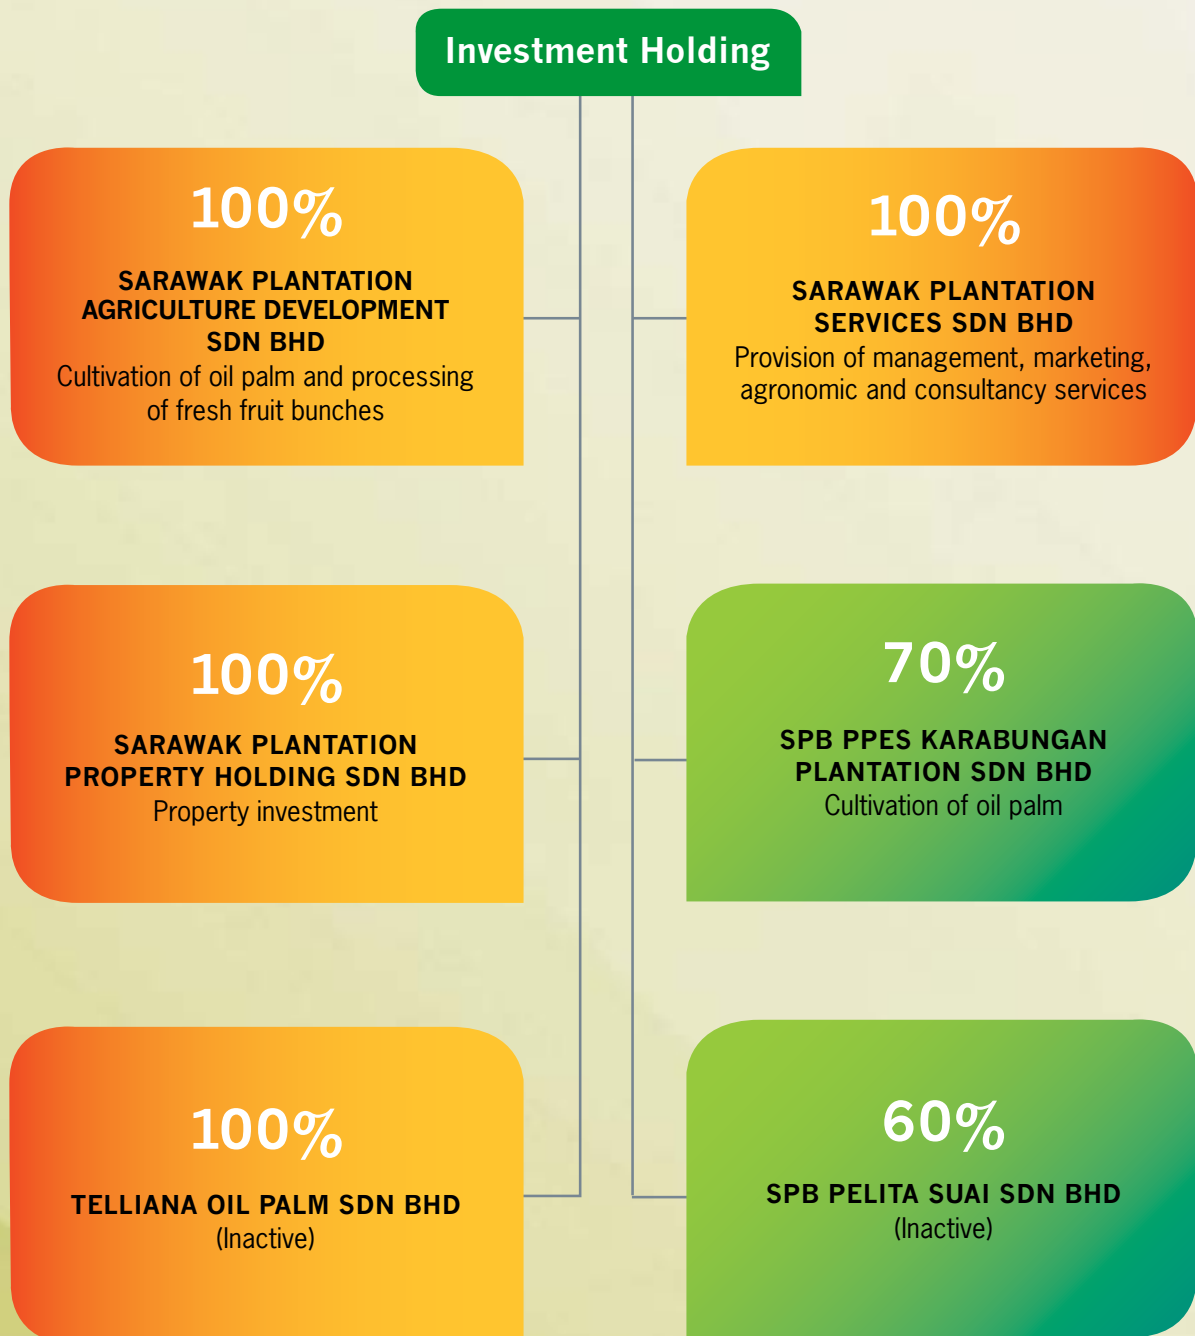 Investment Holding
100%
SARAWAK PLANTATION
AGRICULTURE DEVELOPMENT
SDN BHD
Cultivation of oil palm and processing
of fresh fruit bunches
100%
SARAWAK PLANTATION
SERVICES SDN BHD
Provision of management, marketing,
agronomic and consultancy services
100%
SARAWAK PLANTATION
PROPERTY HOLDING SDN BHD
Property investment
70%
SPB PPES KARABUNGAN
PLANTATION SDN BHD
Cultivation of oil palm
100%
TELLIANA OIL PALM SDN BHD
(Inactive)
60%
SPB PELITA SUAI SDN BHD
(Inactive)